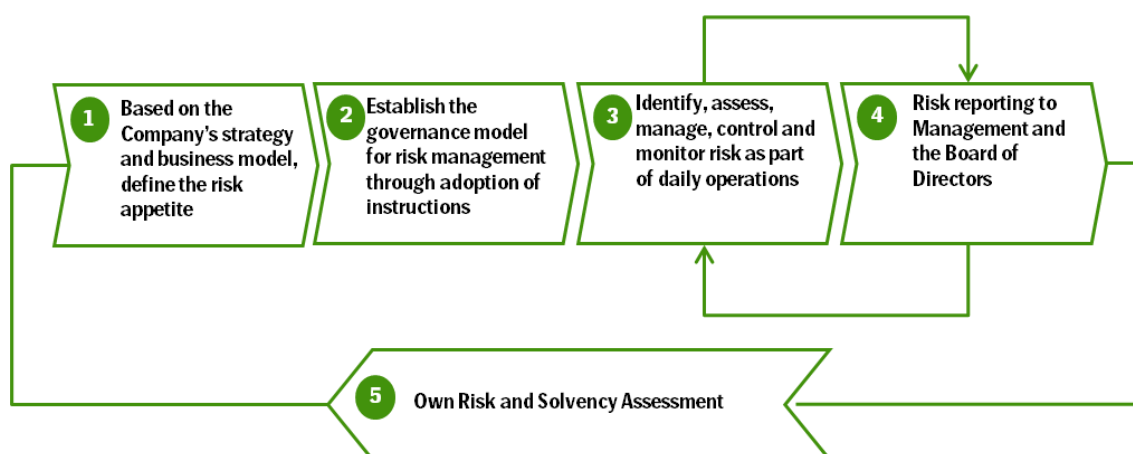 1
Based on the
Company's strategy
and business model,
define the risk
appetite
2
Establish the
governance model
for risk management
through adoption of
instructions
3
Identify, assess,
manage, control and
monitor risk as part
of daily operations
4
Risk reporting to
Management and
the Board of
Directors
5
Own Risk and Solvency Assessment